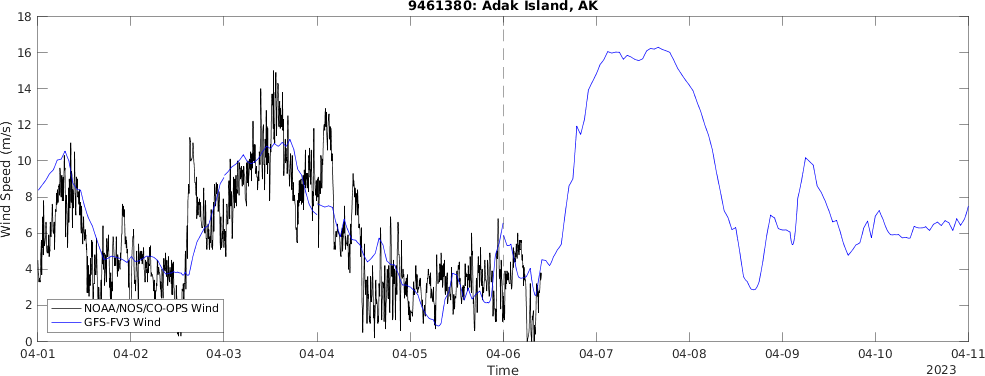 9461380: Adak Island, AK
18
16
14
12
10
8
6
4
2
0
Wind Speed (m/s)
NOAA/NOS/CO-OPS Wind
GFS-FV3 Wind
04-01 04-02 04-03 04-04 04-05 04-06 04-07 04-08 04-09 04-10 04-11
Time
2023